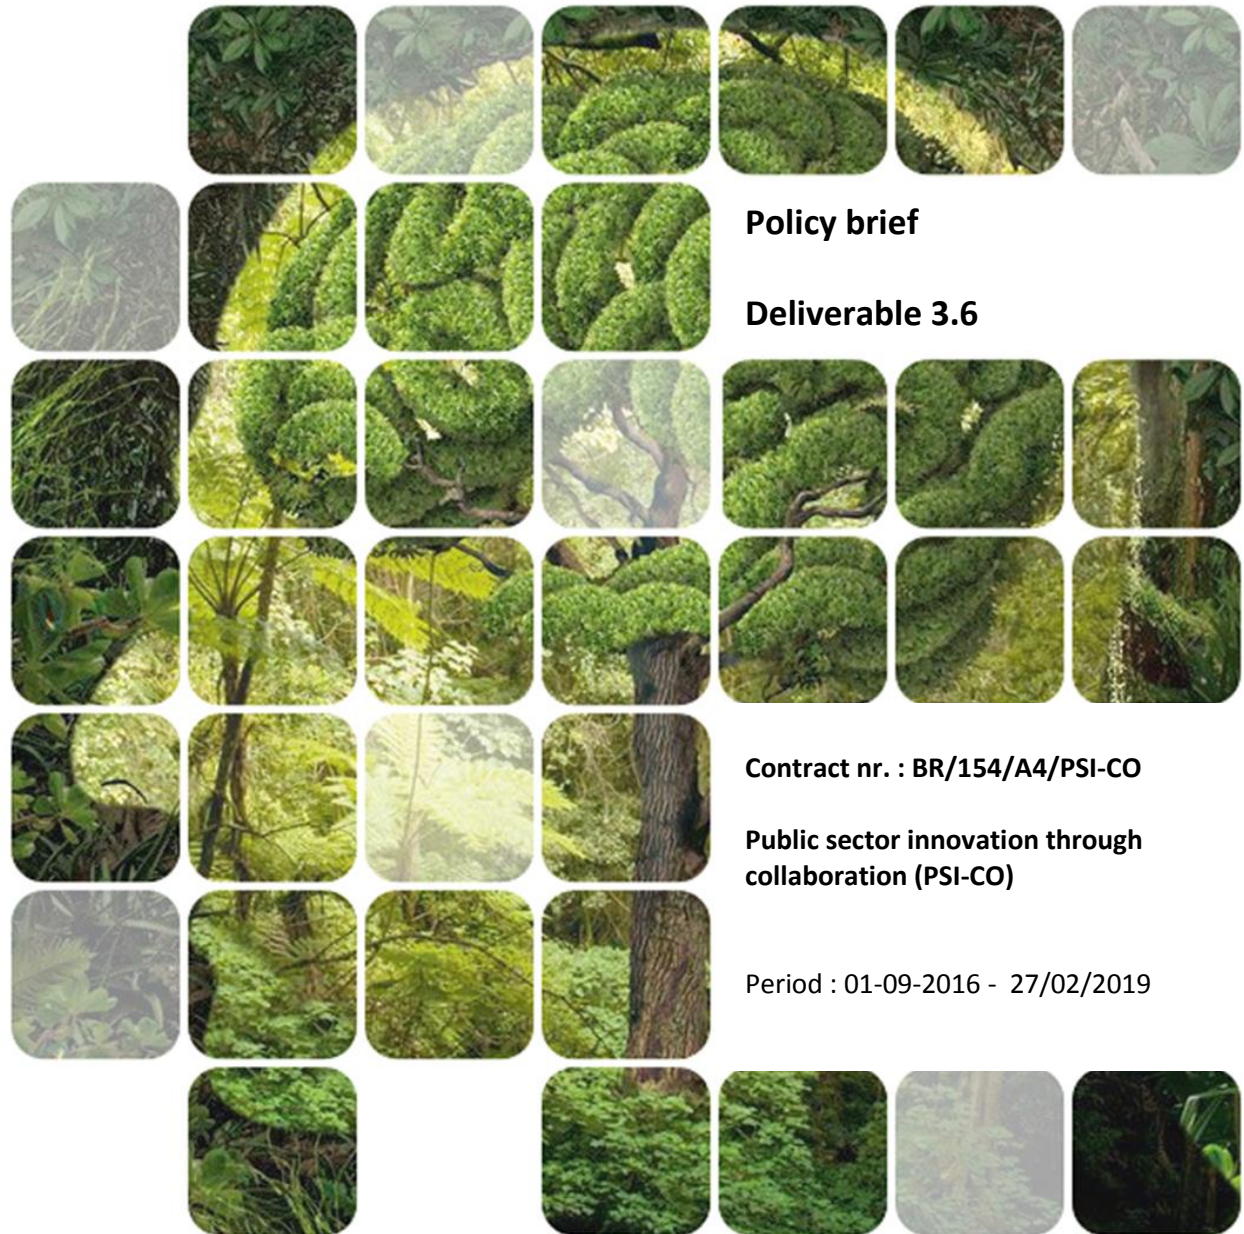 Policy brief
Deliverable 3.6
Contract nr. : BR/154/A4/PSI-CO
Public sector innovation through
collaboration (PSI-CO)
Period : 01-09-2016 - 27/02/2019